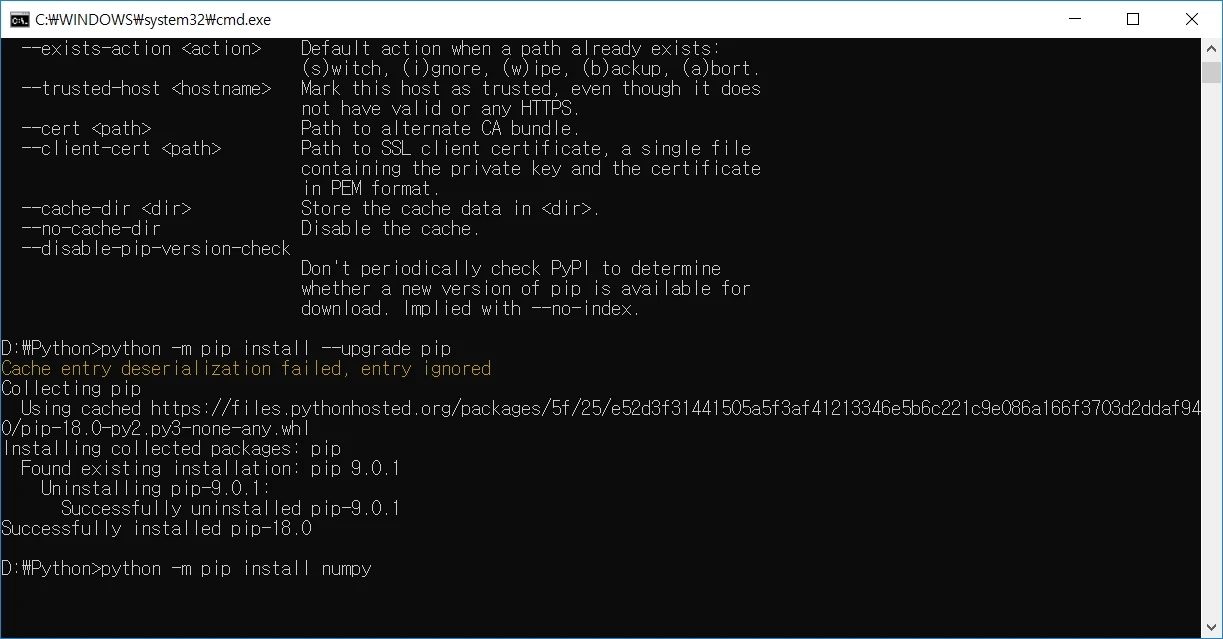 C:₩WINDOWS₩system32₩cmd.exe
--exists-action <action>    Default action when a path already exists:
(s)witch, (i)gnore, (w)ipe, (b)ackup, (a)bort.
--trusted-host <hostname>   Mark this host as trusted, even though it does
not have valid or any HTTPS.
--cert <path>               Path to alternate CA bundle.
--client-cert <path>        Path to SSL client certificate, a single file
containing the private key and the certificate
in PEM format.
--cache-dir <dir>           Store the cache data in <dir>.
--no-cache-dir              Disable the cache.
--disable-pip-version-check
Don't periodically check PyPI to determine
whether a new version of pip is available for
download. Implied with --no-index.
D:₩Python>python -m pip install --upgrade pip
Cache entry deserialization failed, entry ignored
Collecting pip
Using cached https://files.pythonhosted.org/packages/5f/25/e52d3f31441505a5f3af41213346e5b6c221c9e086a166f3703d2ddaf94
0/pip-18.0-py2.py3-none-any.whl
Installing collected packages: pip
Found existing installation: pip 9.0.1
Uninstalling pip-9.0.1:
Successfully uninstalled pip-9.0.1
Successfully installed pip-18.0
D:₩Python>python -m pip install numpy